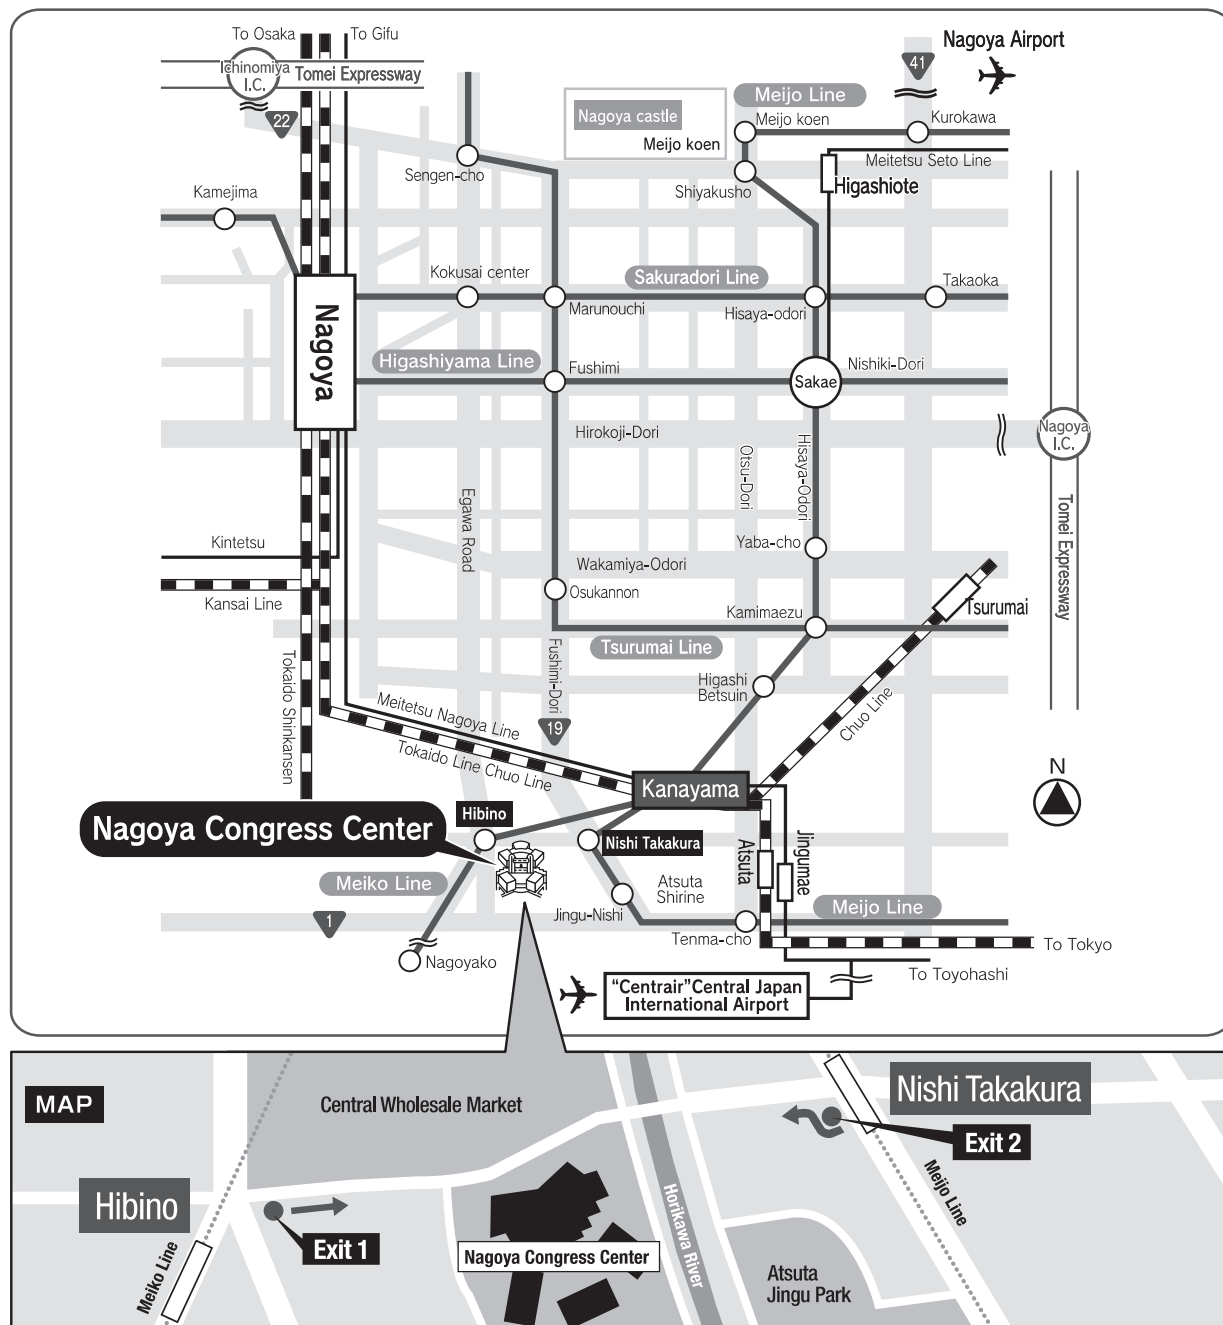 To Osaka
To Gifu
Nagoya Airport
Ichinomiya
I.C.
Tomei Expressway
41
22
Nagoya castle
Meijo koen
Meijo Line
Meijo koen
Kurokawa
Meitetsu Seto Line
Sengen-cho
Shiyakusho
Higashiote
Kamejima
Kokusai center
Sakuradori Line
Takaoka
Marunouchi
Hisaya-odori
Nagoya
Higashiyama Line
Fushimi
Sakae
Nishiki-Dori
Hirokoji-Dori
Otsu-Dori
Hisaya-Odori
Nagoya
I.C.
Egawa Road
Tomei Expressway
Kintetsu
Yaba-cho
Wakamiya-Odori
Kansai Line
Osukannon
Kamimaezu
Tsurumai
Tsurumai Line
Tokaido Shinkansen
Fushimi-Dori
Higashi
Betsuin
Meitetsu Nagoya Line
Chuo Line
19
Tokaido Line Chuo Line
N
Kanayama
Nagoya Congress Center
Hibino
Nishi Takakura
Atsuta
Jingumae
Meiko Line
Atsuta
Shirine
Meijo Line
1
Jingu-Nishi
Tenma-cho
To Tokyo
Nagoyako
To Toyohashi
"Centrair"Central Japan
International Airport
MAP
Central Wholesale Market
Nishi Takakura
Exit 2
Hibino
Exit 1
Meiko Line
Nagoya Congress Center
Horikawa River
Meijo Line
Atsuta
Jingu Park